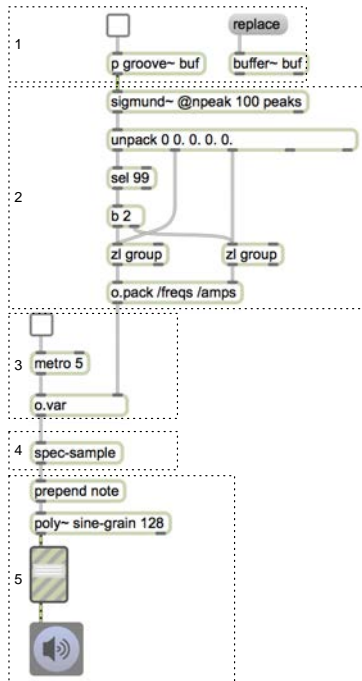 1
replace
p groove~ buf
buffer~ buf
sigmund~ @npeak 100 peaks
unpack 0 0. 0. 0. 0.
sel 99
2
b 2
zl group
zl group
o.pack /freqs /amps
3
metro 5
o.var
4
spec-sample
prepend note
poly~ sine-grain 128
5